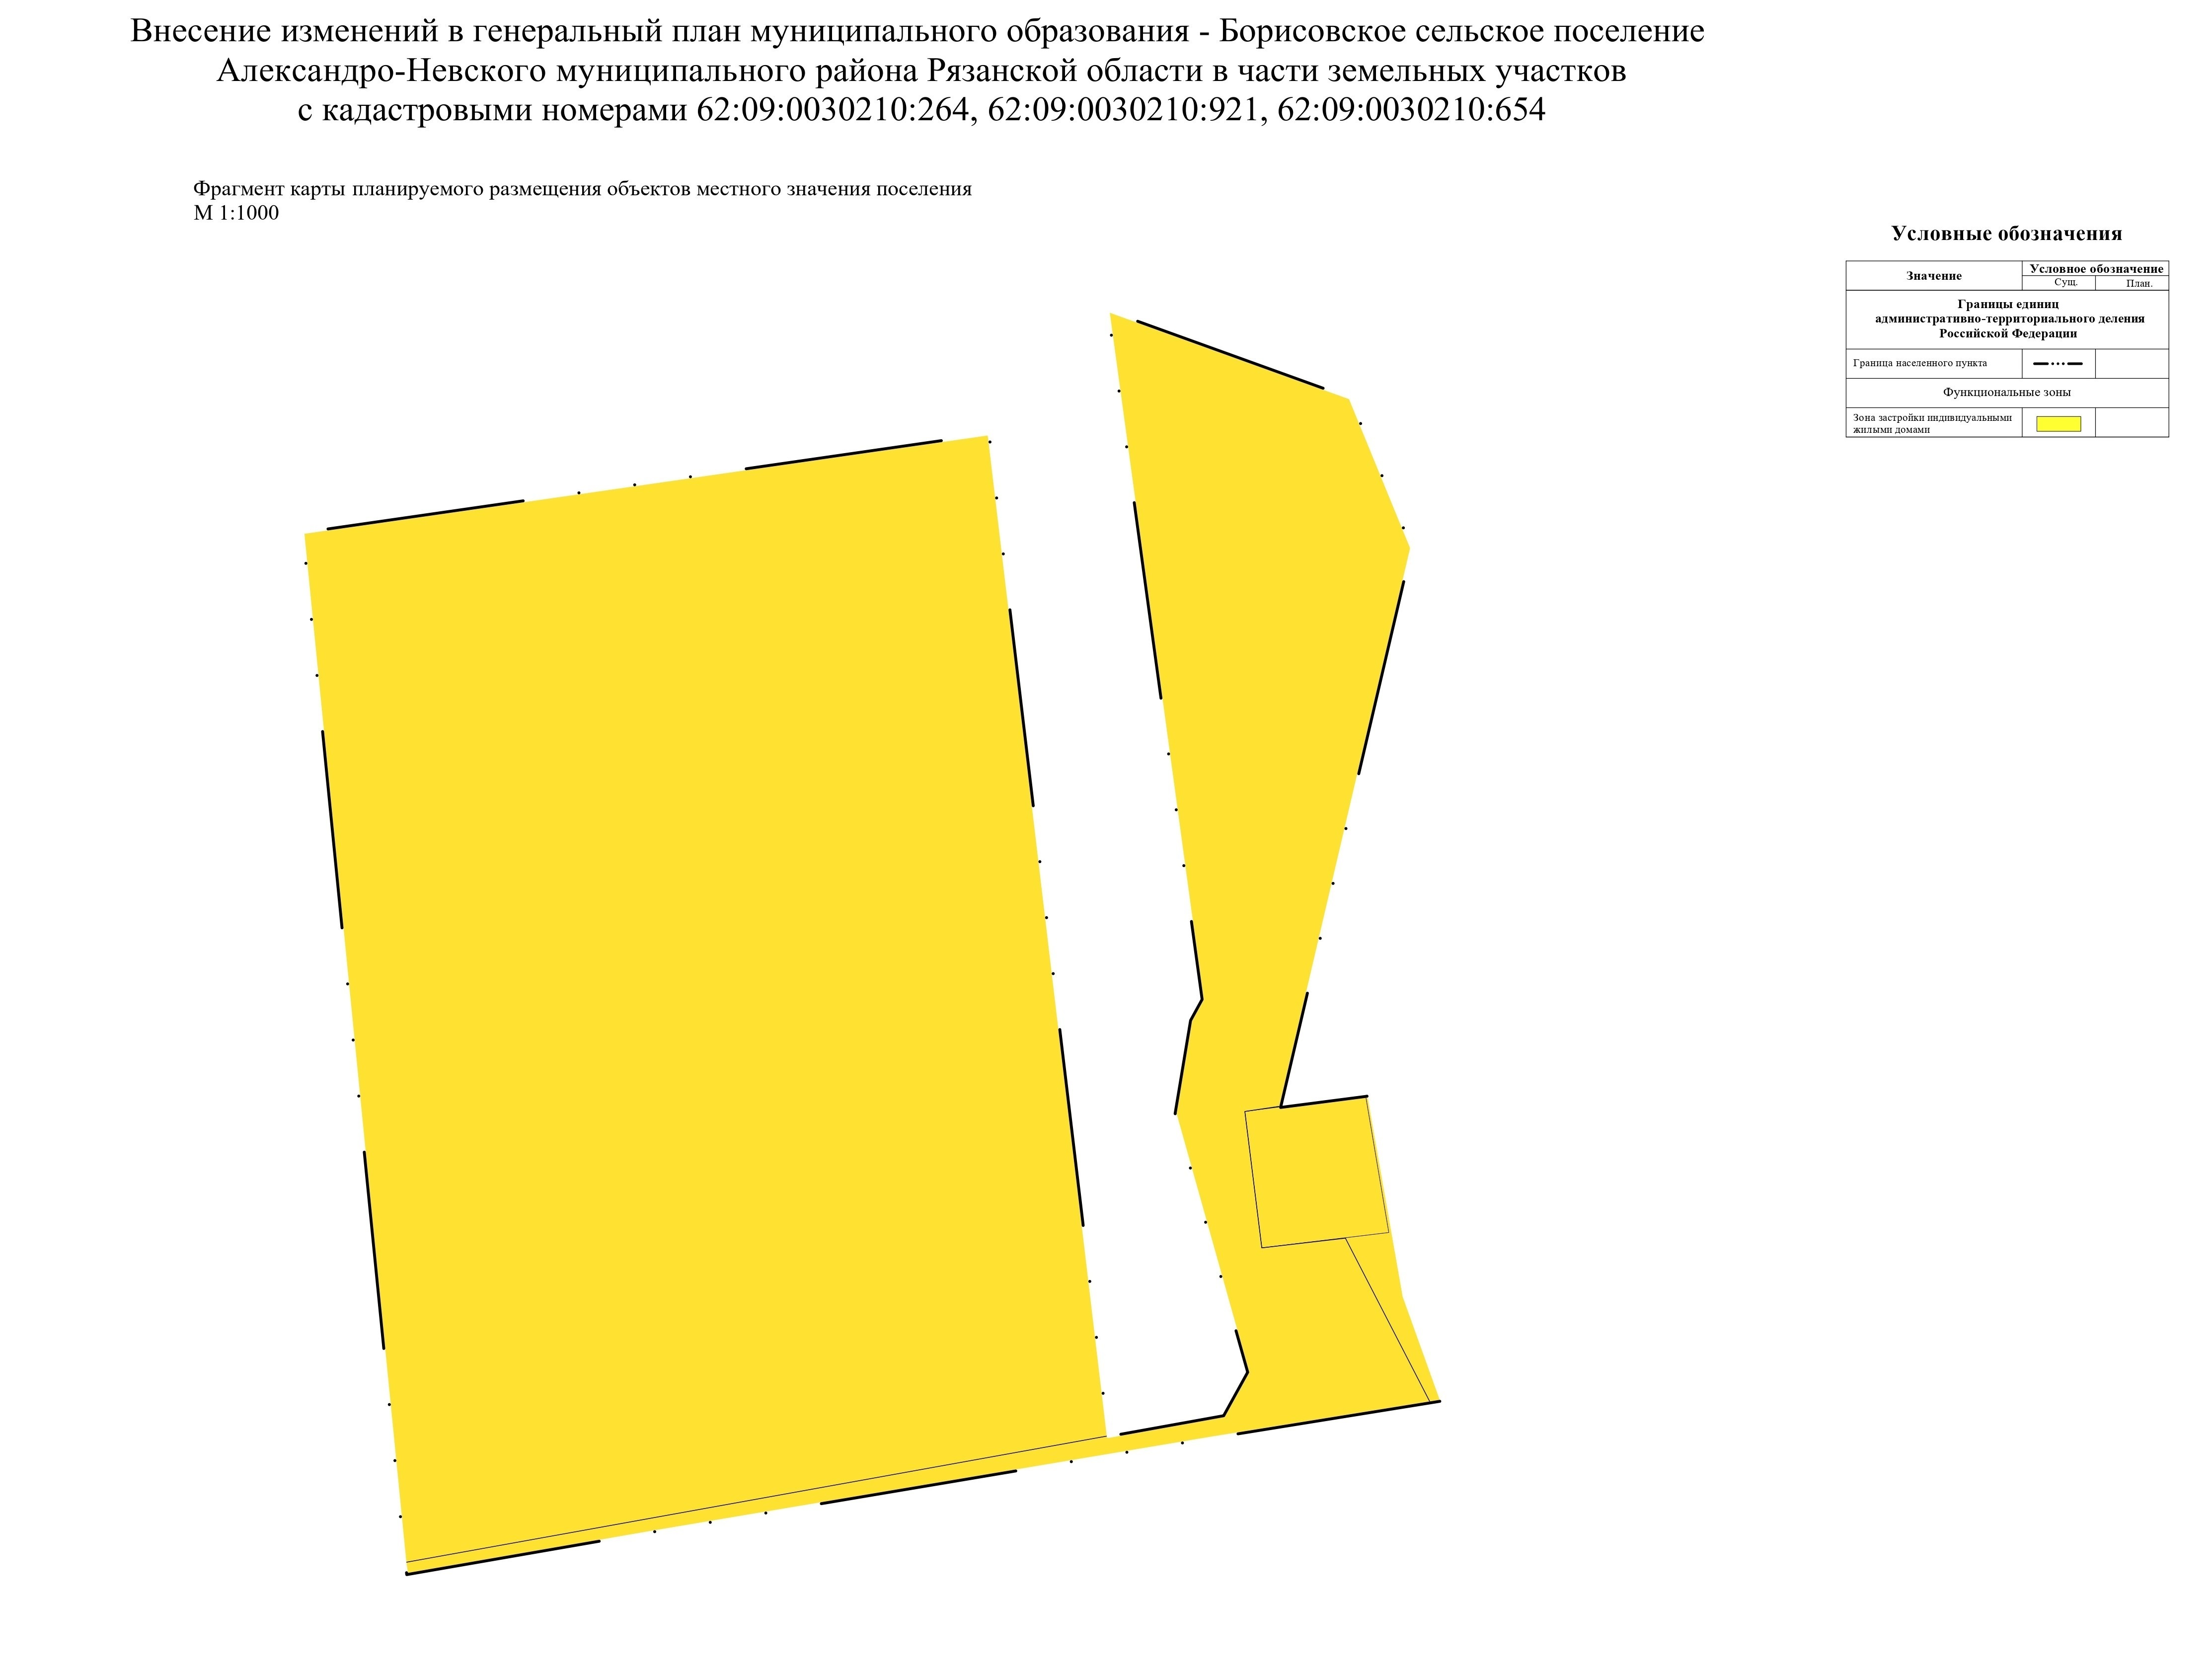 Внесение изменений в генеральный план муниципального образования - Борисовское сельское поселение
Александро-Невского муниципального района Рязанской области в части земельных участков
с кадастровыми номерами 62:09:0030210:264, 62:09:0030210:921, 62:09:0030210:654
Фрагмент карты планируемого размещения объектов местного значения поселения
М 1:1000
Условные обозначения
Значение
Условное обозначение
Сущ.
План.
Границы единиц
административно-территориального деления
Российской Федерации
Граница населенного пункта
Функциональные зоны
Зона застройки индивидуальными
жилыми домами